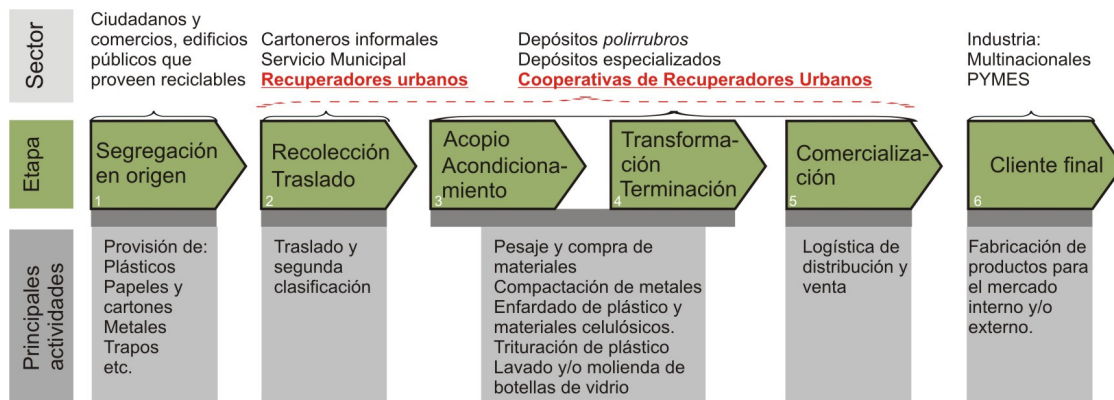 Sector
Ciudadanos y
comercios, edificios
públicos que
proveen reciclables
Cartoneros informales
Servicio Municipal
Recuperadores urbanos
Depósitos polirrubros
Depósitos especializados
Cooperativas de Recuperadores Urbanos
Industria:
Multinacionales
PYMES
Etapa
Segregación
en origen
1
Recolección
Traslado
2
Acopio
Acondiciona-
miento
3
Transforma-
ción
Terminación
4
Comercializa-
ción
5
Cliente final
6
Principales
actividades
Provisión de:
Plásticos
Papeles y
cartones
Metales
Trapos
etc.
Traslado y
segunda
clasificación
Pesaje y compra de
materiales
Compactación de metales
Enfardado de plástico y
materiales celulósicos.
Trituración de plástico
Lavado y/o molienda de
botellas de vidrio
Logística de
distribución y
venta
Fabricación de
productos para
el mercado
interno y/o
externo.